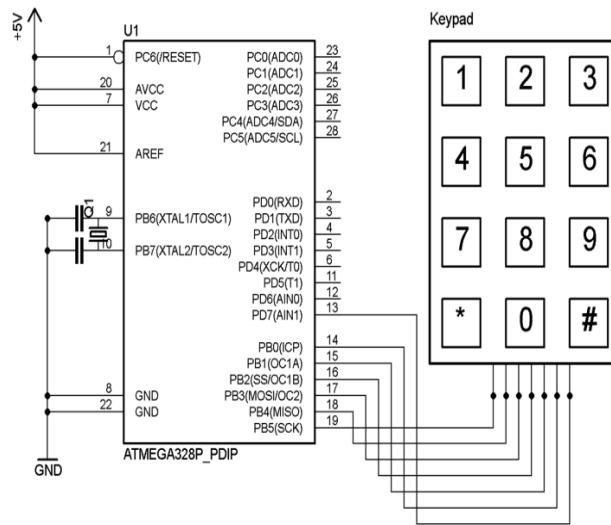 +5V
U1
Keypad
1 PC6(/RESET)
20 AVCC
7 VCC
21 AREF
Q1
9 PB6(XTAL1/TOSC1)
10 PB7(XTAL2/TOSC2)
8 GND
22 GND
GND
PC0(ADC0) 23
PC1(ADC1) 24
PC2(ADC2) 25
PC3(ADC3) 26
PC4(ADC4/SDA) 27
PC5(ADC5/SCL) 28
PD0(RXD) 2
PD1(TXD) 3
PD2(INT0) 4
PD3(INT1) 5
PD4(XCK/T0) 6
PD5(T1) 11
PD6(AIN0) 12
PD7(AIN1) 13
PB0(ICP) 14
PB1(OC1A) 15
PB2(SS/OC1B) 16
PB3(MOSI/OC2) 17
PB4(MISO) 18
PB5(SCK) 19
ATMEGA328P_PDIP
1 2 3
4 5 6
7 8 9
* 0 #